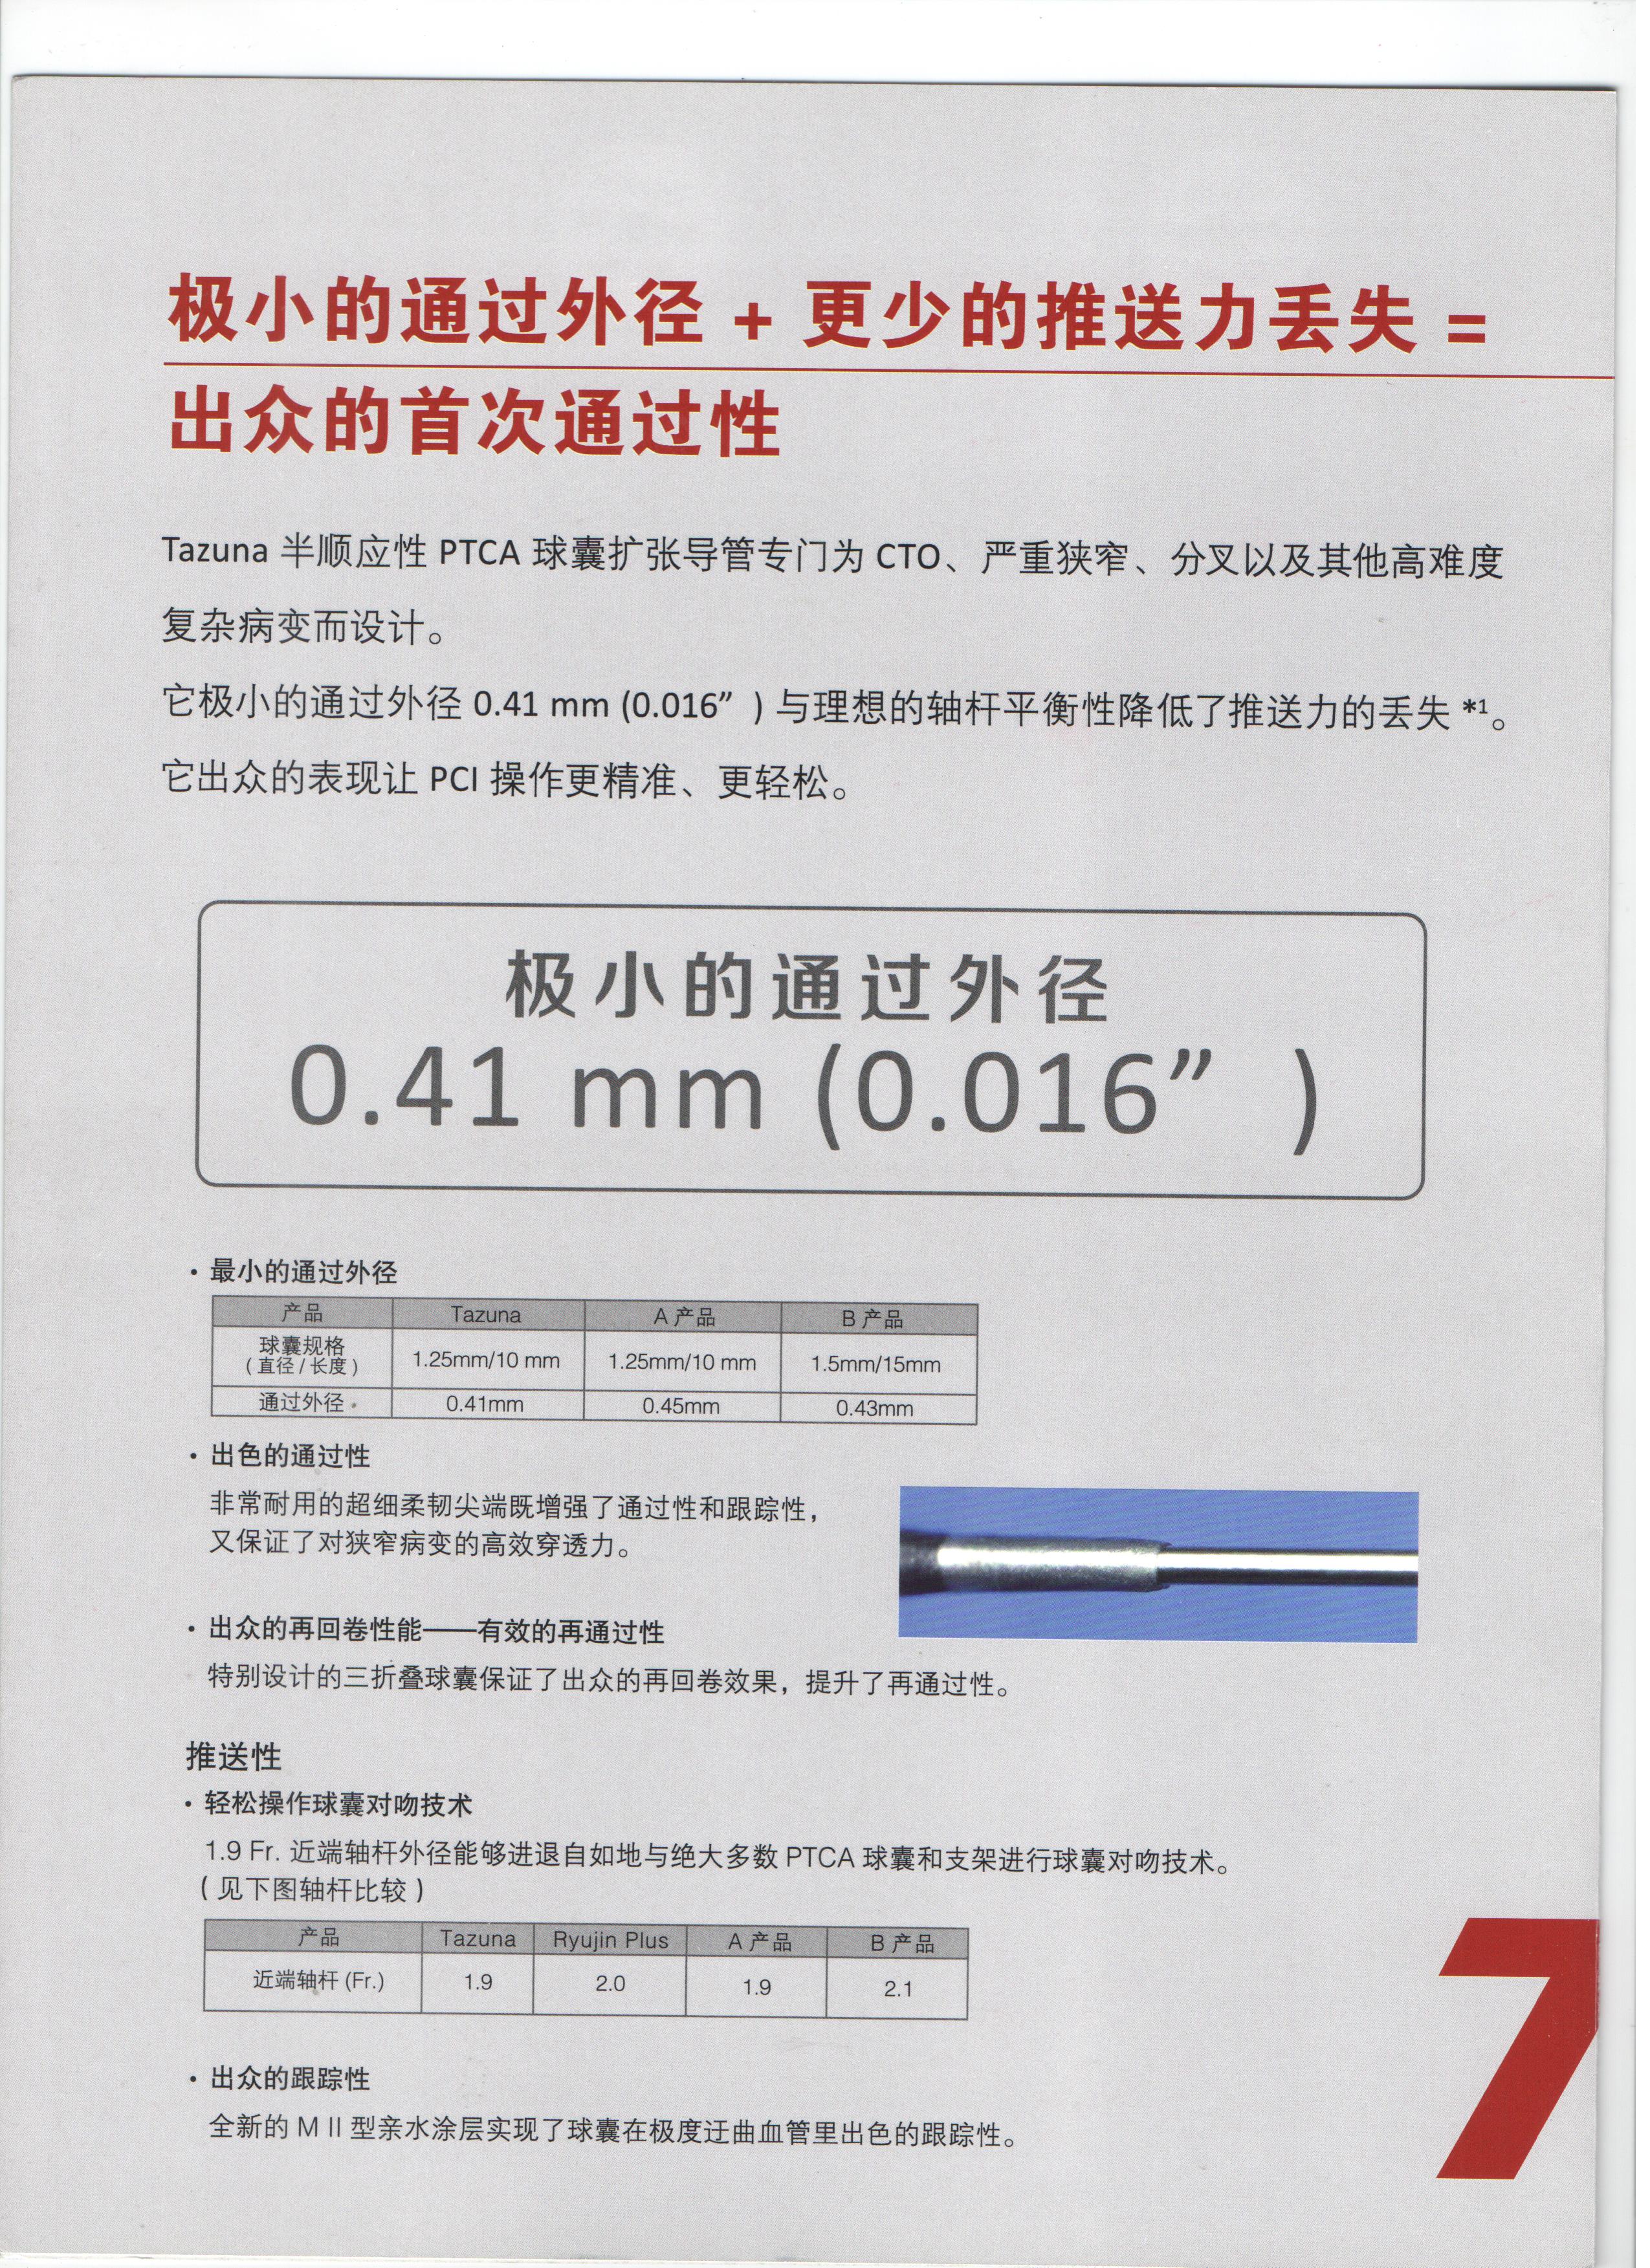 极小的通过外径 + 更少的推送力丢失 =
出众的首次通过性
Tazuna 半顺应性 PTCA 球囊扩张导管专门为 CTO、严重狭窄、分叉以及其他高难度
复杂病变而设计。
它极小的通过外径 0.41 mm (0.016” ) 与理想的轴杆平衡性降低了推送力的丢失 *1。
它出众的表现让 PCI 操作更精准、更轻松。
极小的通过外径
0.41 mm (0.016” )
· 最小的通过外径
产品 Tazuna A 产品 B 产品
球囊规格
( 直径 / 长度 ) 1.25mm/10 mm 1.25mm/10 mm 1.5mm/15mm
通过外径 0.41mm 0.45mm 0.43mm
· 出色的通过性
非常耐用的超细柔韧尖端既增强了通过性和跟踪性，
又保证了对狭窄病变的高效穿透力。
· 出众的再回卷性能——有效的再通过性
特别设计的三折叠球囊保证了出众的再回卷效果，提升了再通过性。
推送性
· 轻松操作球囊对吻技术
1.9 Fr. 近端轴杆外径能够进退自如地与绝大多数 PTCA 球囊和支架进行球囊对吻技术。
( 见下图轴杆比较 )
产品 Tazuna Ryujin Plus A 产品 B 产品
近端轴杆 (Fr.) 1.9 2.0 1.9 2.1
· 出众的跟踪性
全新的 M II 型亲水涂层实现了球囊在极度迂曲血管里出色的跟踪性。
7